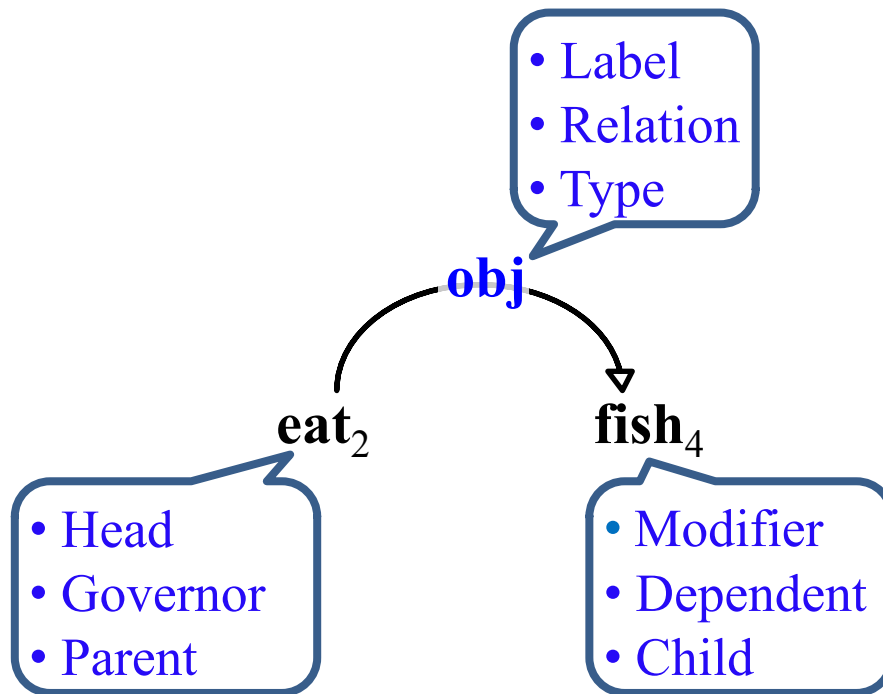 • Label
• Relation
• Type
obj
eat₂
fish₄
• Head
• Governor
• Parent
• Modifier
• Dependent
• Child